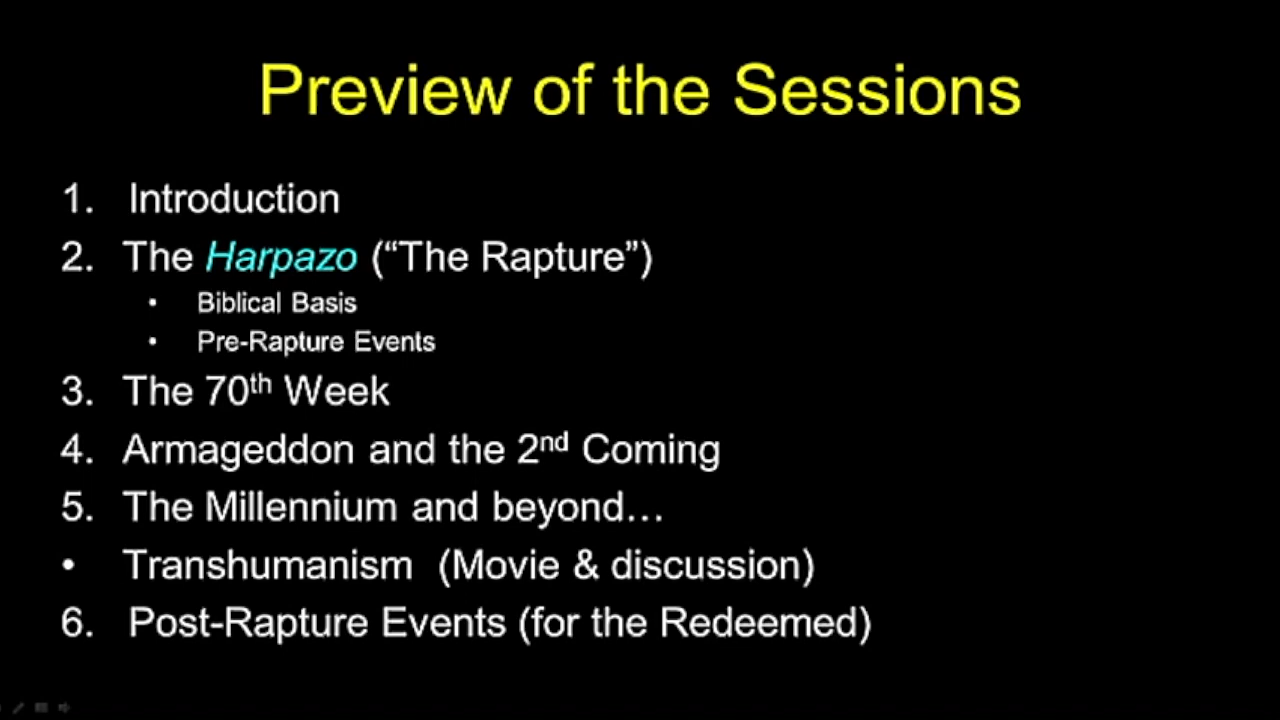 Preview of the Sessions
1. Introduction
2. The Harpazo (“The Rapture”)
• Biblical Basis
• Pre-Rapture Events
3. The 70th Week
4. Armageddon and the 2nd Coming
5. The Millennium and beyond…
• Transhumanism (Movie & discussion)
6. Post-Rapture Events (for the Redeemed)